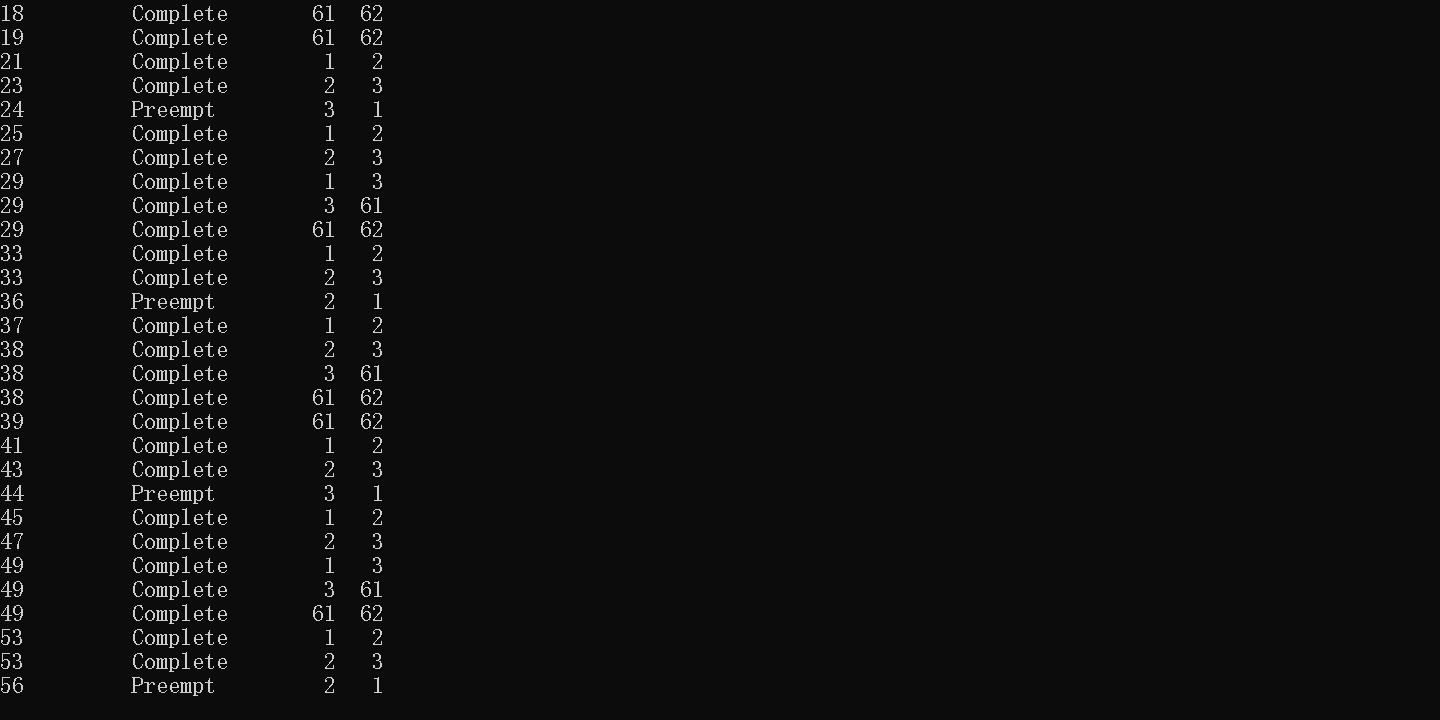 18         Complete       61  62
19         Complete       61  62
21         Complete        1   2
23         Complete        2   3
24         Preempt         3   1
25         Complete        1   2
27         Complete        2   3
29         Complete        1   3
29         Complete        3  61
29         Complete       61  62
33         Complete        1   2
33         Complete        2   3
36         Preempt         2   1
37         Complete        1   2
38         Complete        2   3
38         Complete        3  61
38         Complete       61  62
39         Complete       61  62
41         Complete        1   2
43         Complete        2   3
44         Preempt         3   1
45         Complete        1   2
47         Complete        2   3
49         Complete        1   3
49         Complete        3  61
49         Complete       61  62
53         Complete        1   2
53         Complete        2   3
56         Preempt         2   1